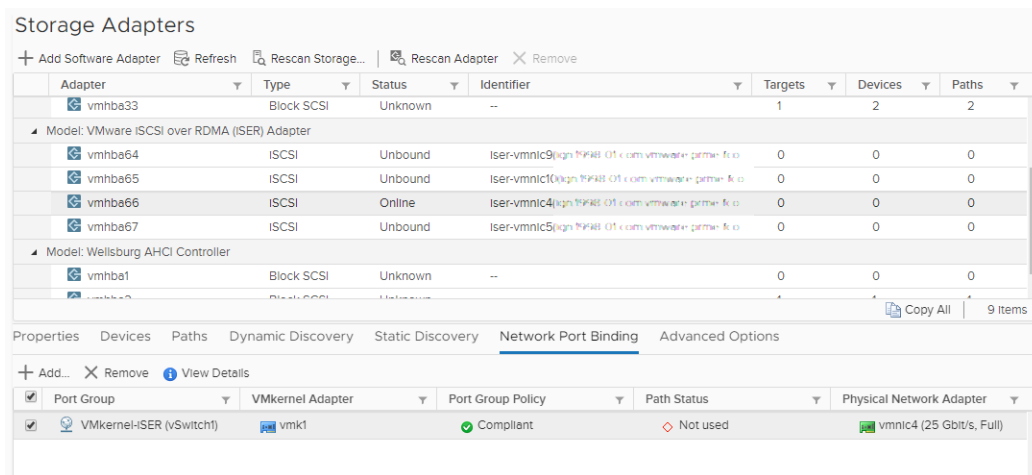 Storage Adapters
Add Software Adapter Refresh Rescan Storage... Rescan Adapter Remove
Adapter Type Status Identifier Targets Devices Paths
vmhba33 Block SCSI Unknown -- 1 2 2
Model: VMware iSCSI over RDMA (iSER) Adapter
vmhba64 iSCSI Unbound iser-vmnic9 0 0 0
vmhba65 iSCSI Unbound iser-vmnic10 0 0 0
vmhba66 iSCSI Online iser-vmnic4 0 0 0
vmhba67 iSCSI Unbound iser-vmnic5 0 0 0
Model: Wellsburg AHCI Controller
vmhba1 Block SCSI Unknown -- 0 0 0
Copy All 9 items
Properties Devices Paths Dynamic Discovery Static Discovery Network Port Binding Advanced Options
Add... Remove View Details
Port Group VMkernel Adapter Port Group Policy Path Status Physical Network Adapter
VMkernel-iSER (vSwitch1) vmk1 Compliant Not used vmnic4 (25 Gbit/s, Full)